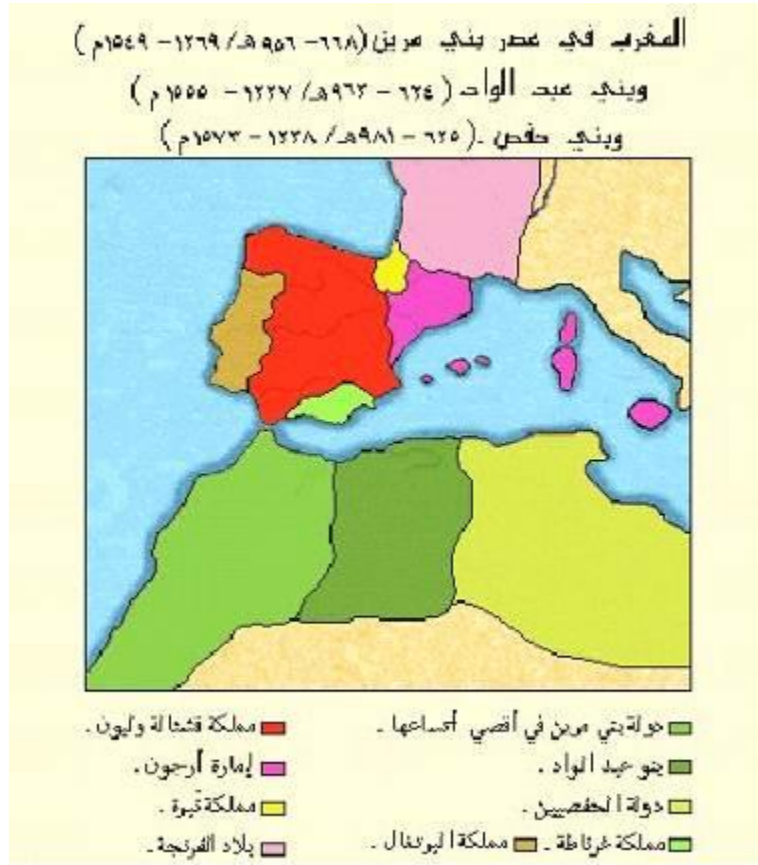 المغرب في عصر بني مرين(٦٦٨- ٩٥٦هـ/ ١٢٦٩- ١٥٤٩م)
وبني عبد الواد (٦٢٤ - ٩٦٢هـ/ ١٢٢٧ - ١٥٥٥م)
وبني حفص .(٦٢٥ - ٩٨١هـ/ ١٢٢٨ - ١٥٧٣م)
دولة بني مرين في أقصي أتساعها .
بنو عبد الواد .
دولة الحفصيين .
مملكة غرناطة . مملكة البرتغال .
مملكة قشتالة وليون .
إمارة أرجون .
مملكة نبرة .
بلاد الفرنجة .